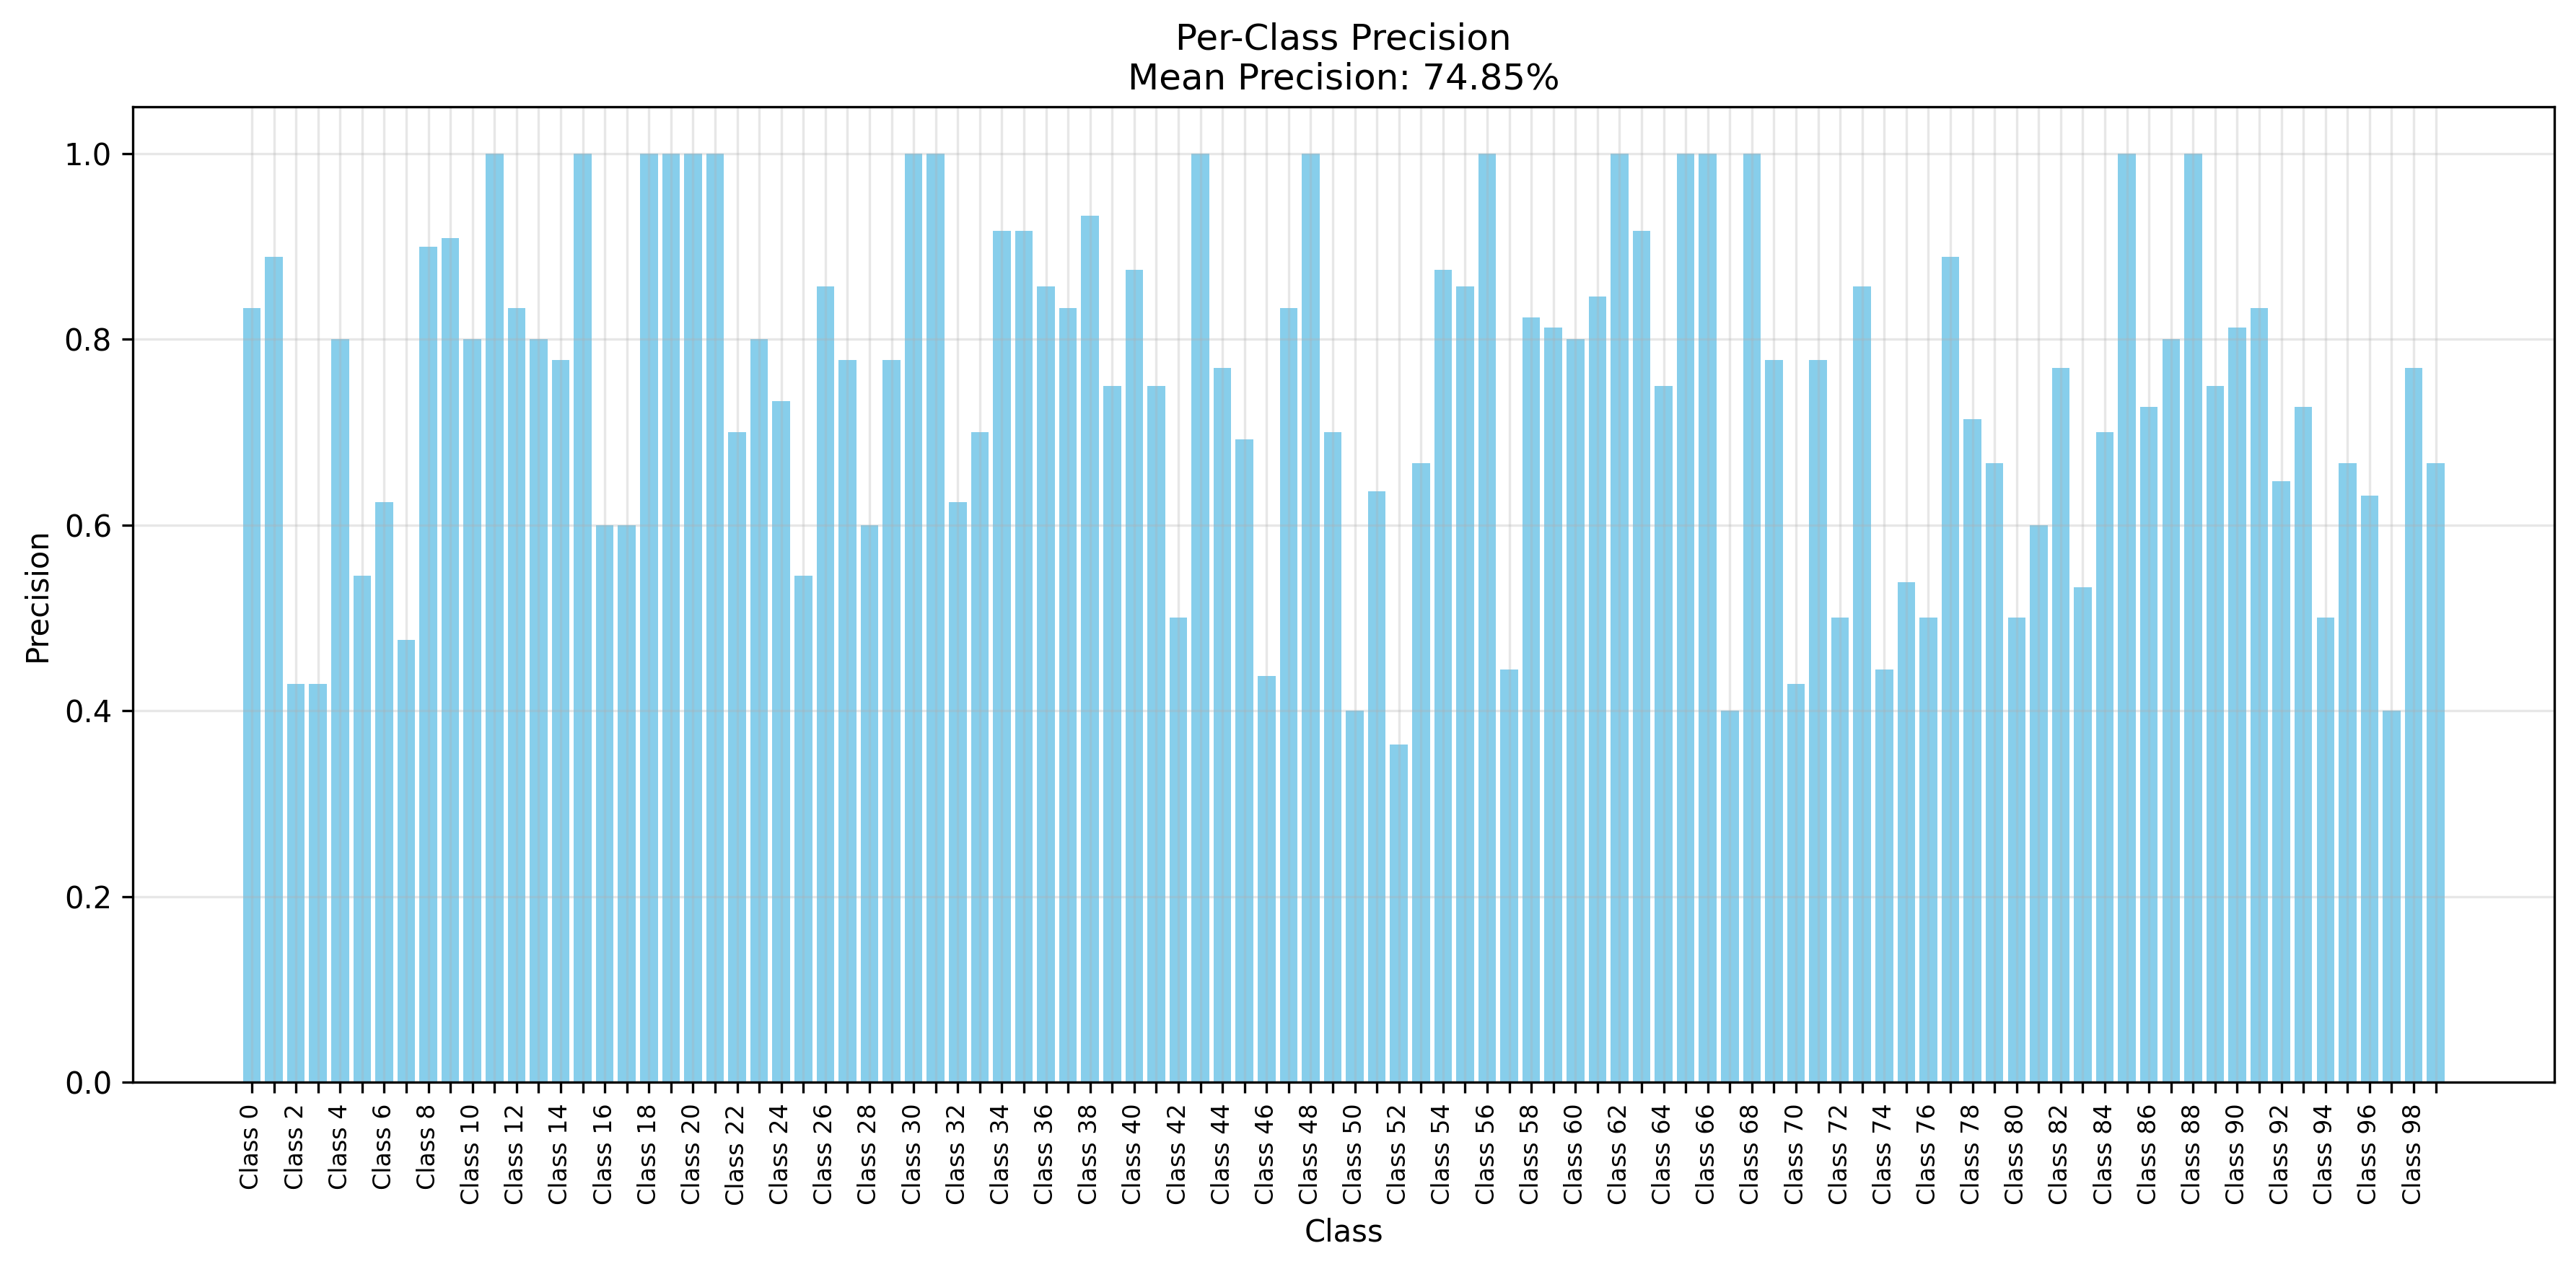 Per-Class Precision
Mean Precision: 74.85%
Precision
1.0
0.8
0.6
0.4
0.2
0.0
Class 0
Class 2
Class 4
Class 6
Class 8
Class 10
Class 12
Class 14
Class 16
Class 18
Class 20
Class 22
Class 24
Class 26
Class 28
Class 30
Class 32
Class 34
Class 36
Class 38
Class 40
Class 42
Class 44
Class 46
Class 48
Class 50
Class 52
Class 54
Class 56
Class 58
Class 60
Class 62
Class 64
Class 66
Class 68
Class 70
Class 72
Class 74
Class 76
Class 78
Class 80
Class 82
Class 84
Class 86
Class 88
Class 90
Class 92
Class 94
Class 96
Class 98
Class